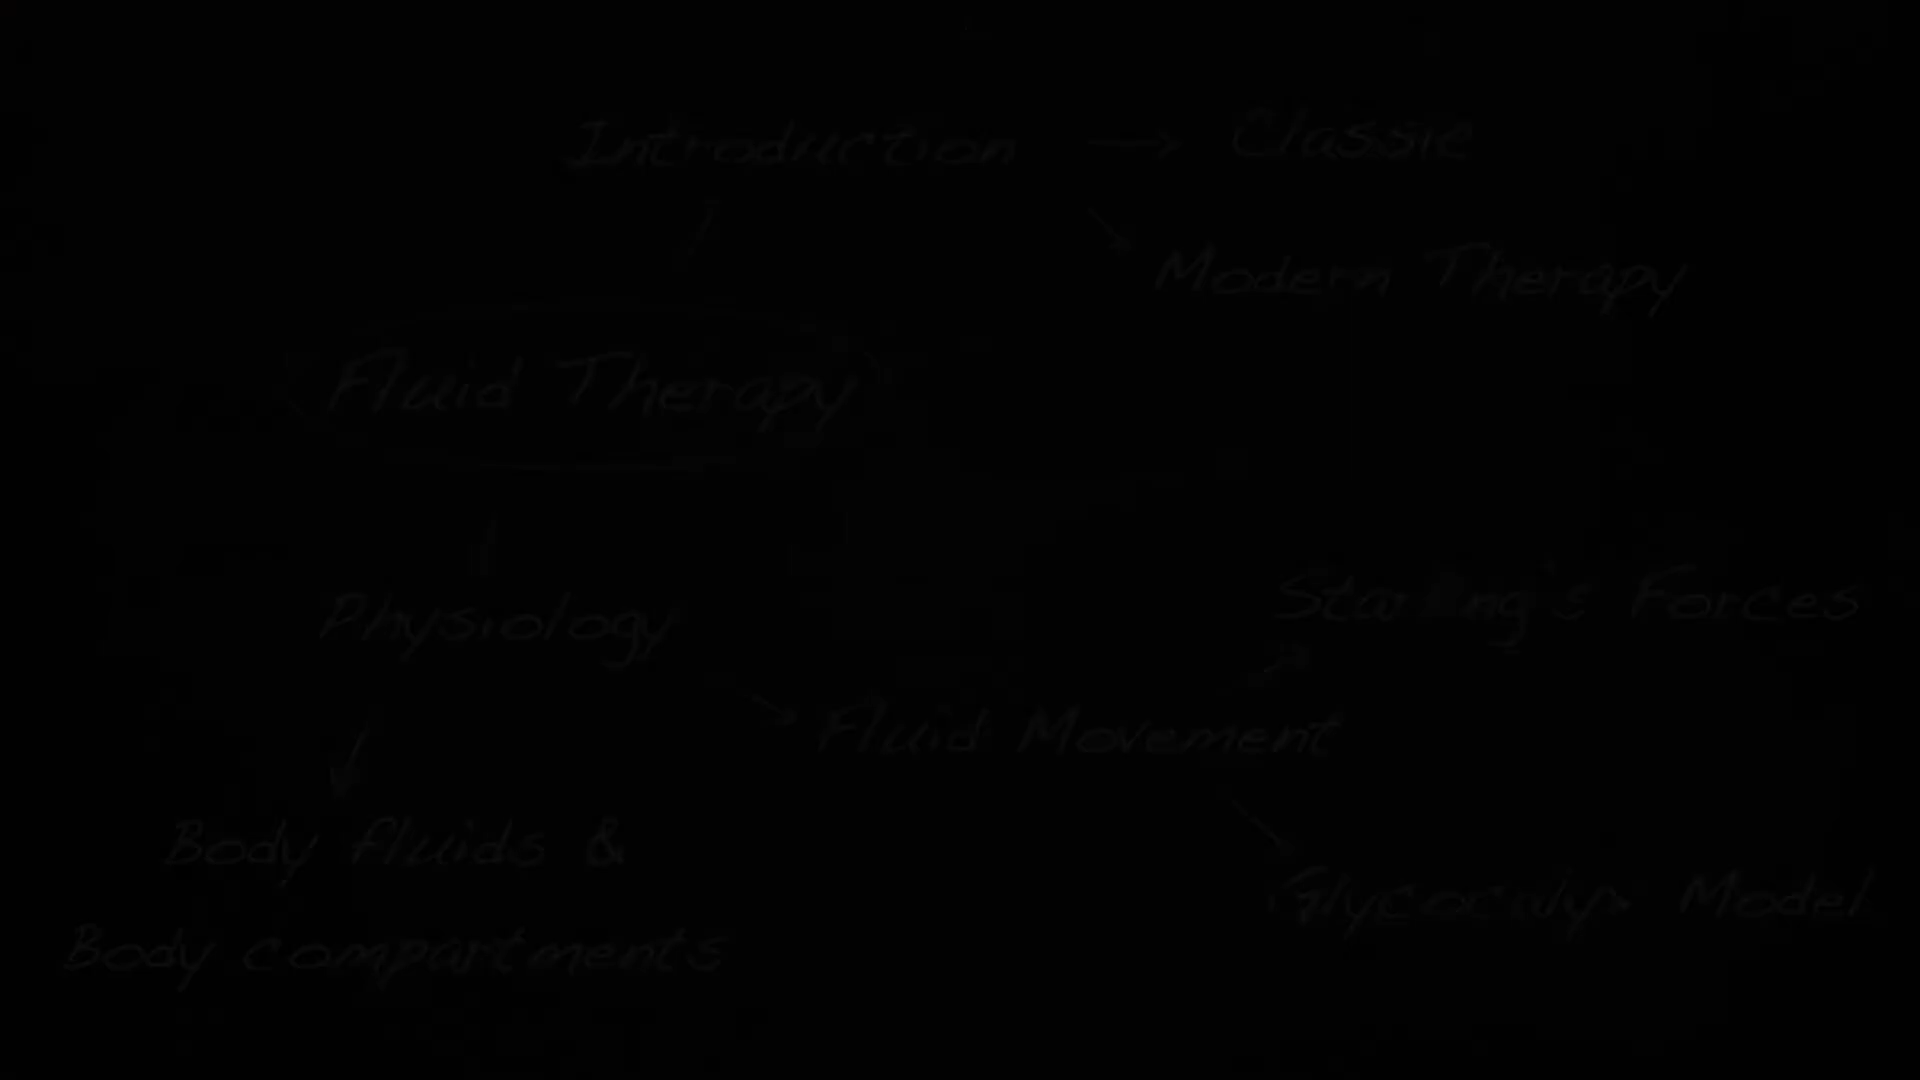 Introduction → Classic
Modern Therapy
Fluid Therapy
Physiology
Starling's Forces
Fluid Movement
Body fluids &
Glycocalyx Model
Body compartments